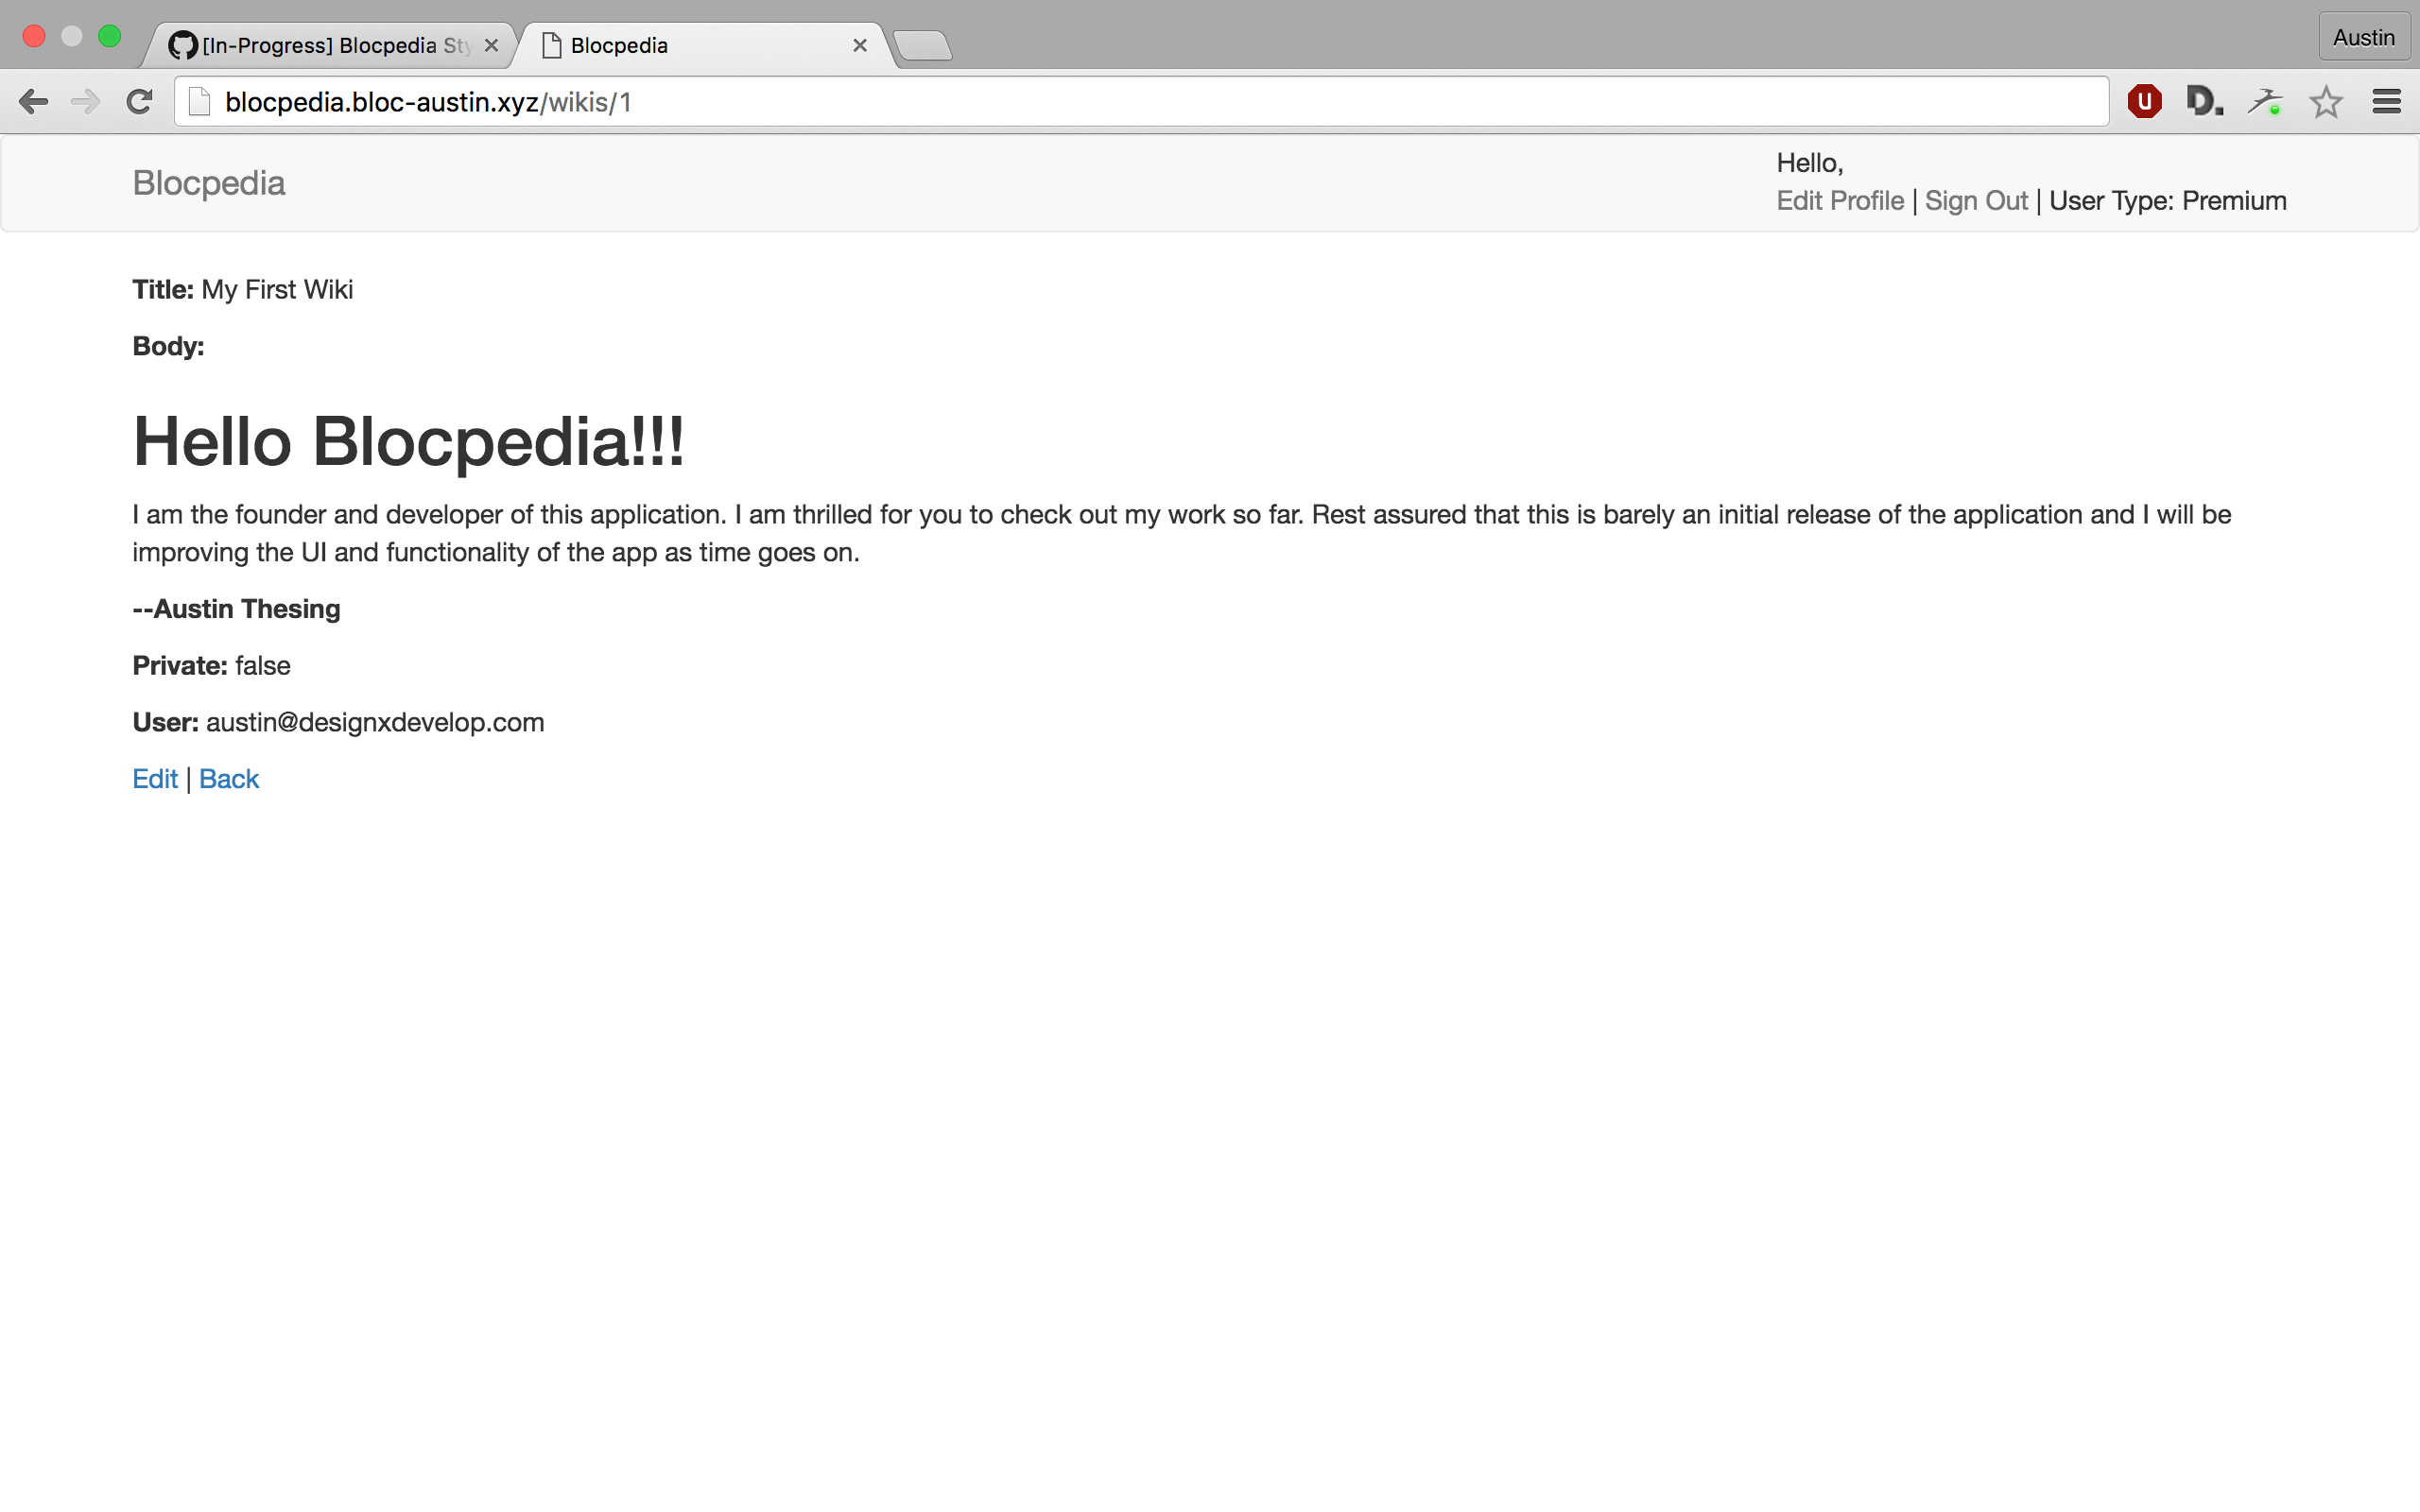 [In-Progress] Blocpedia Sty
Blocpedia
Austin
blocpedia.bloc-austin.xyz/wikis/1
Blocpedia
Hello,
Edit Profile | Sign Out | User Type: Premium
Title: My First Wiki
Body:
Hello Blocpedia!!!
I am the founder and developer of this application. I am thrilled for you to check out my work so far. Rest assured that this is barely an initial release of the application and I will be
improving the UI and functionality of the app as time goes on.
--Austin Thesing
Private: false
User: austin@designxdevelop.com
Edit | Back